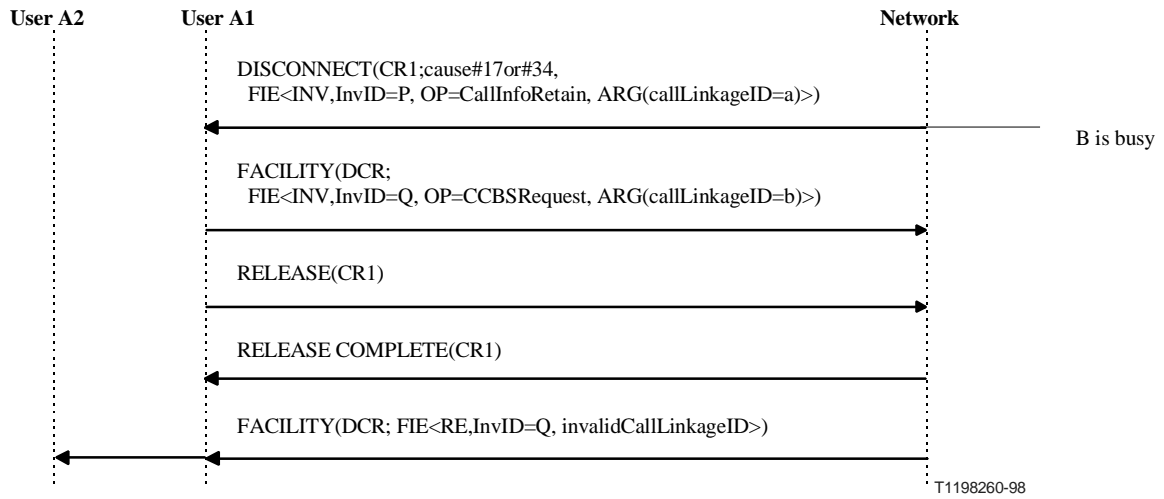 User A2 User A1 Network
DISCONNECT(CR1;cause#17or#34,
FIE<INV,InvID=P, OP=CallInfoRetain, ARG(callLinkageID=a)>)
B is busy
FACILITY(DCR;
FIE<INV,InvID=Q, OP=CCBSRequest, ARG(callLinkageID=b)>)
RELEASE(CR1)
RELEASE COMPLETE(CR1)
FACILITY(DCR; FIE<RE,InvID=Q, invalidCallLinkageID>)
T1198260-98